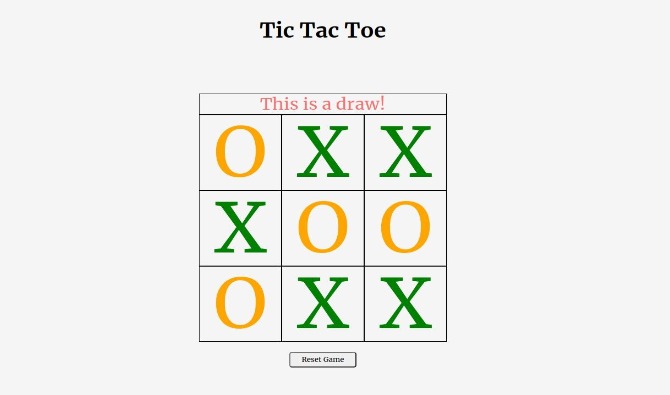 Tic Tac Toe
This is a draw!
O X X
X O O
O X X
Reset Game